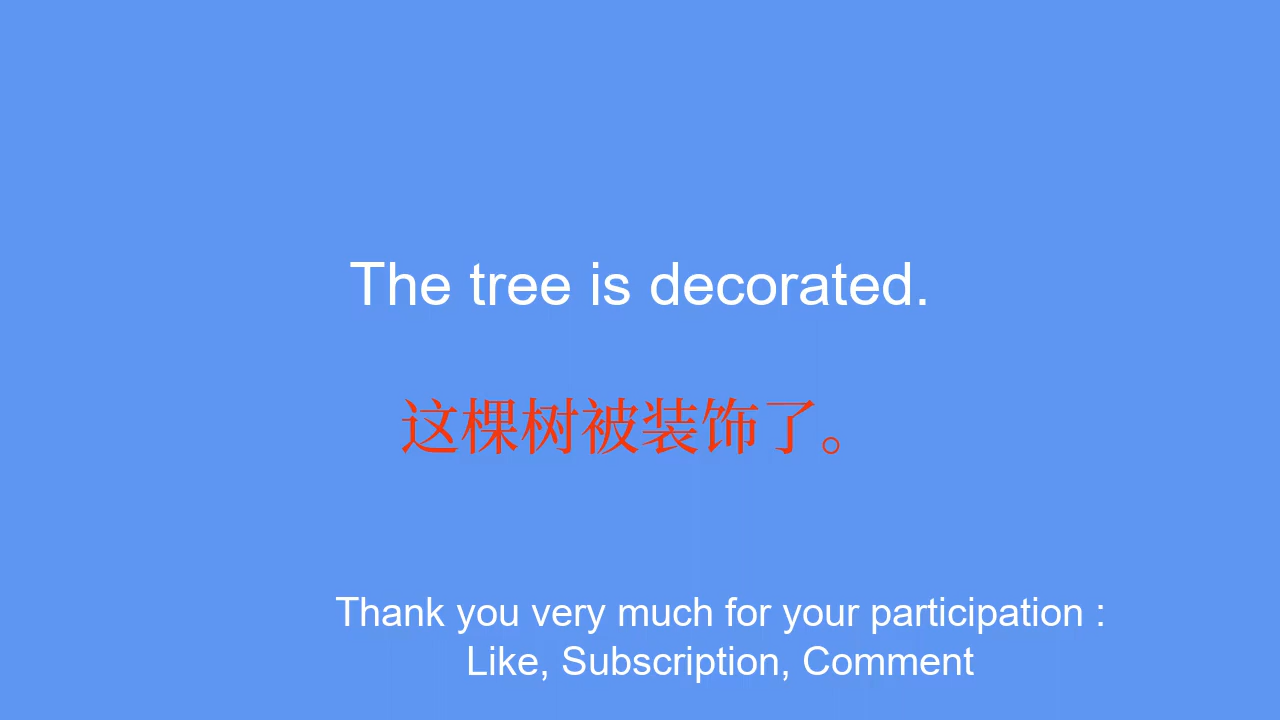 The tree is decorated.
这棵树被装饰了。
Thank you very much for your participation :
Like, Subscription, Comment